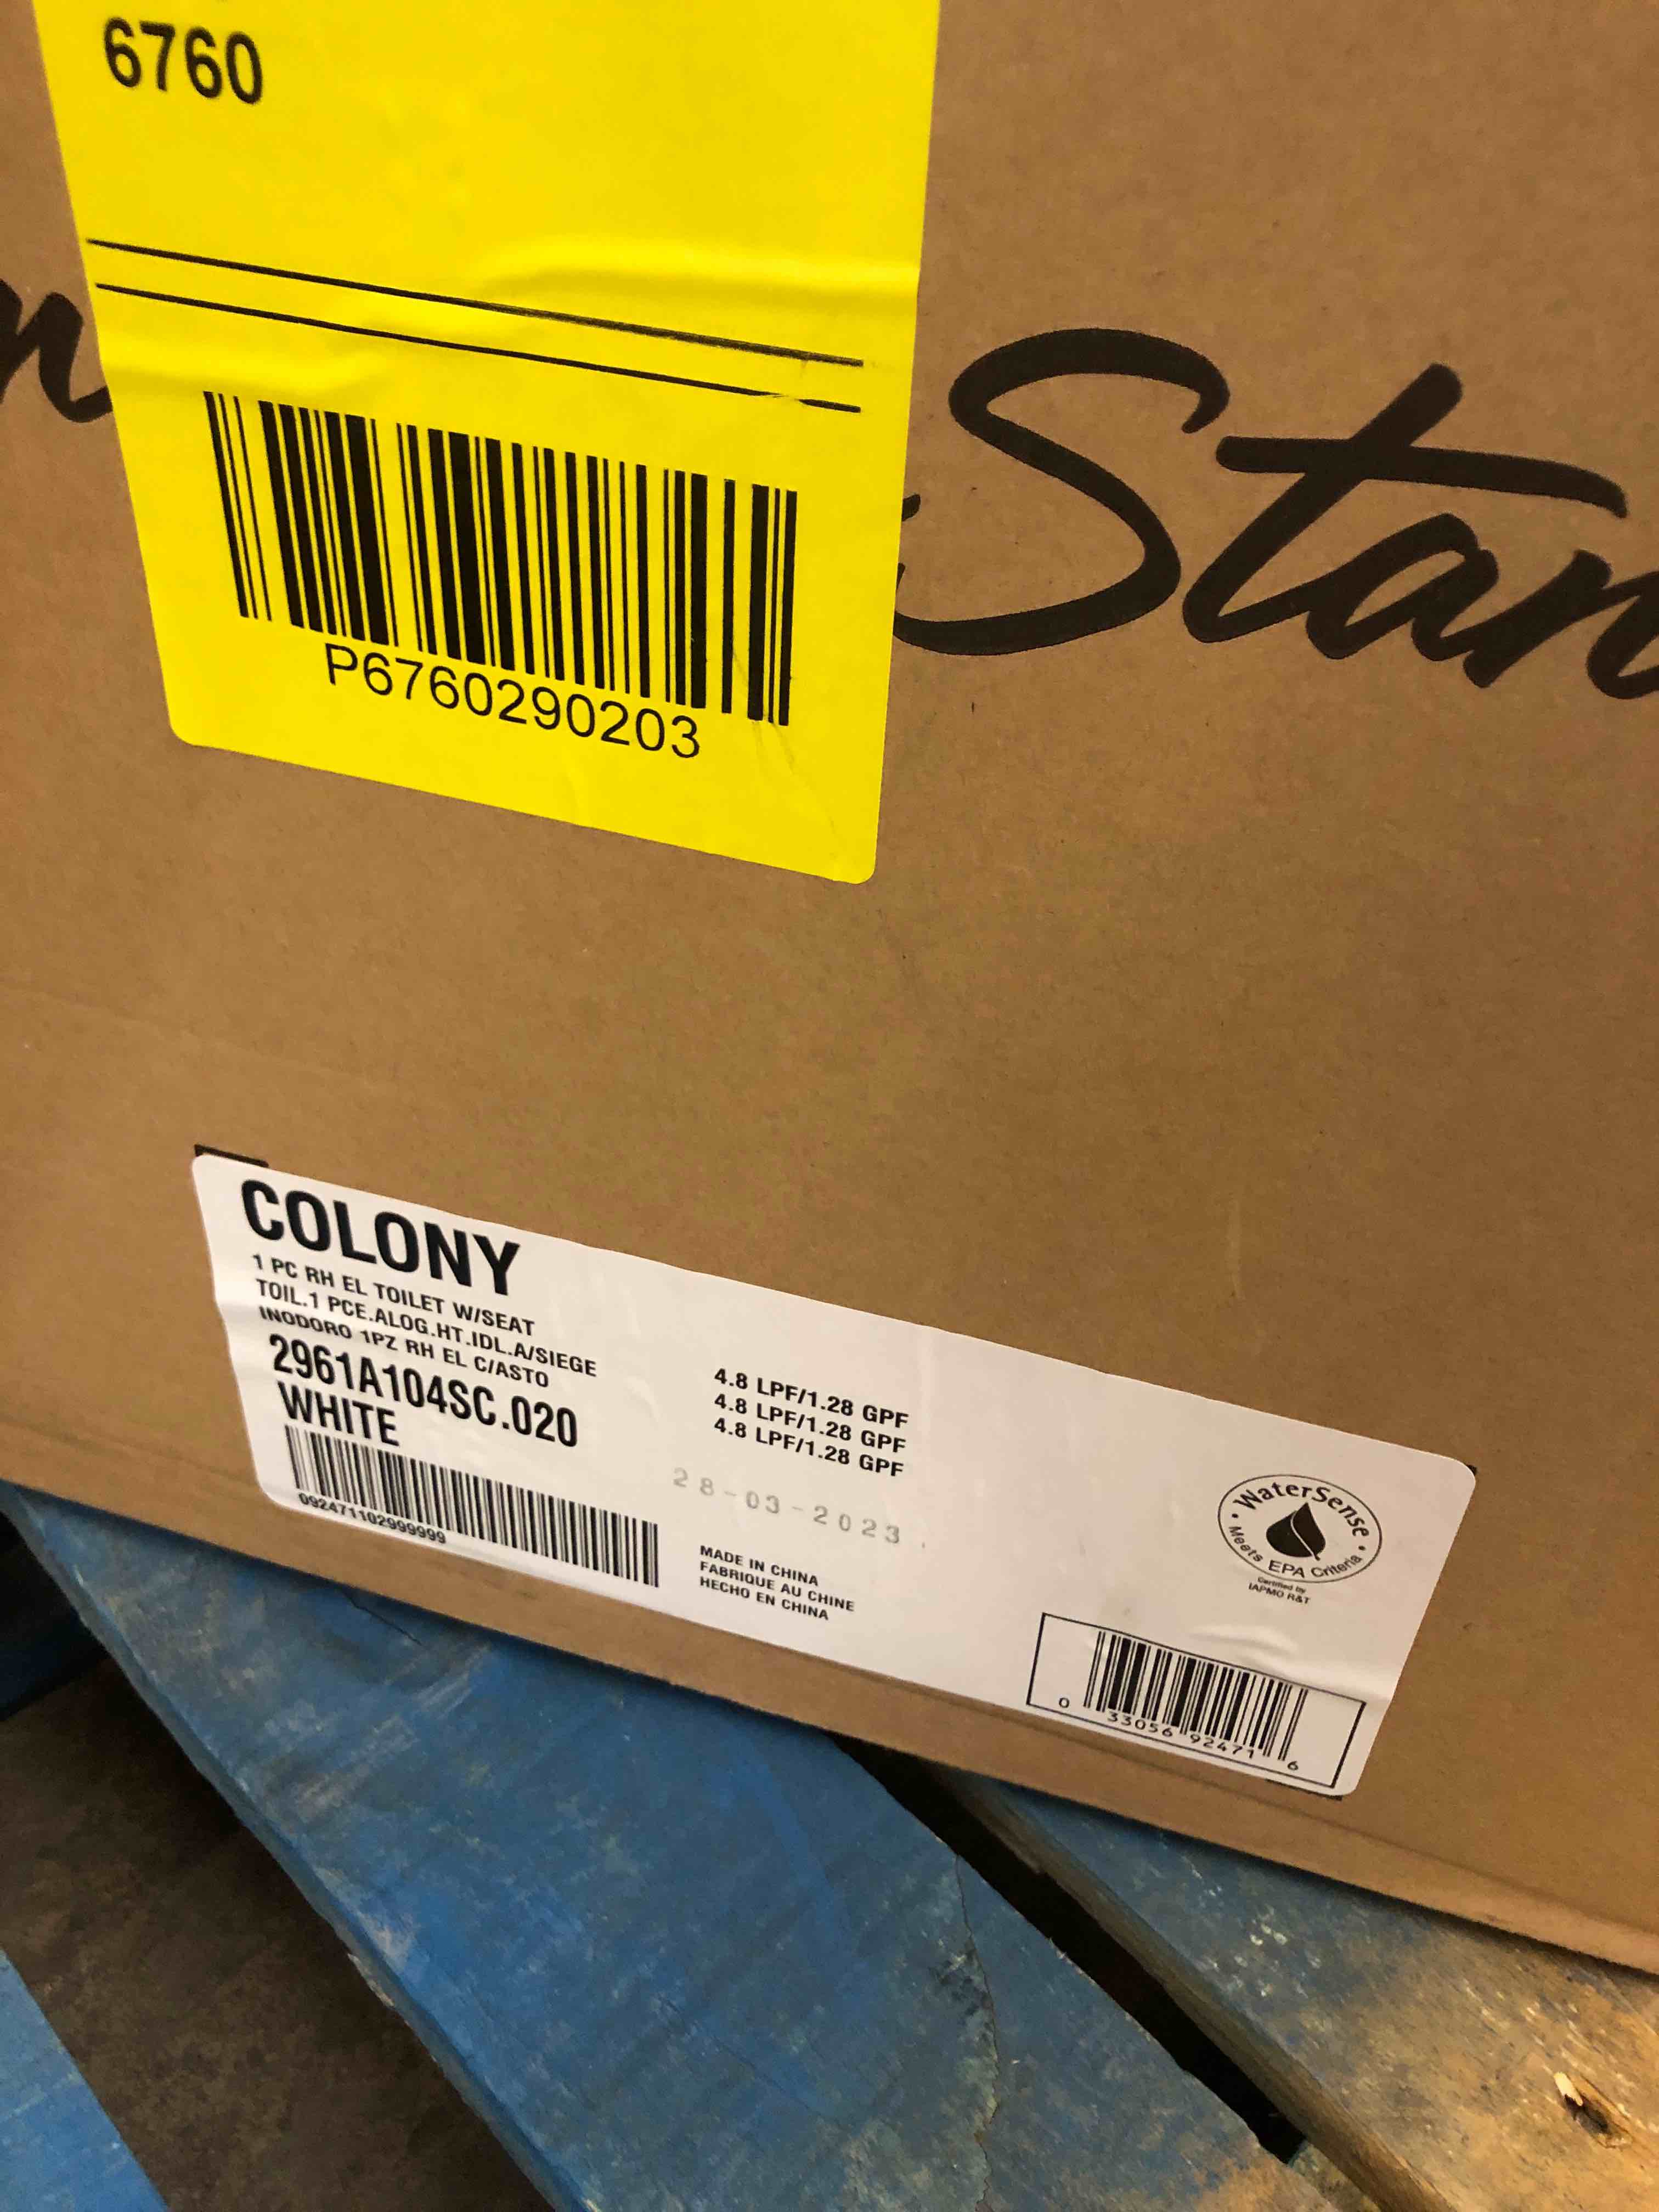 6760
n Stan
P6760290203
COLONY
1 PC RH EL TOILET W/SEAT
TOIL.1 PCE.ALOG.HT.IDL.A/SIEGE
INODORO 1PZ RH EL C/ASTO
2961A104SC.020
WHITE
092471102999999
4.8 LPF/1.28 GPF
4.8 LPF/1.28 GPF
4.8 LPF/1.28 GPF
28-03-2023
MADE IN CHINA
FABRIQUE AU CHINE
HECHO EN CHINA
WaterSense
Meets EPA Criteria
Certified by
IAPMO R&T
0 33056 92471 6